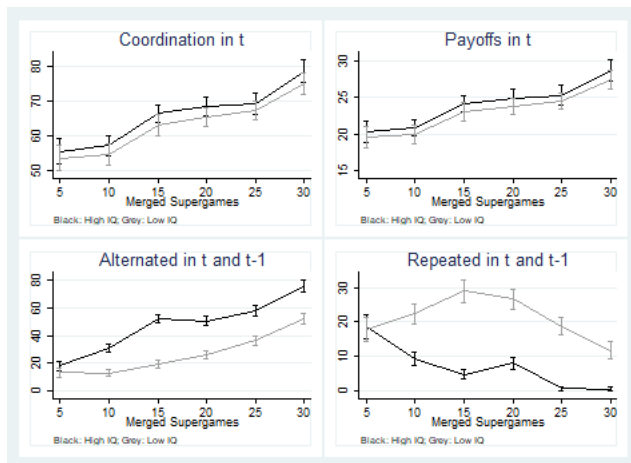 Coordination in t
80
70
60
50
5 10 15 20 25 30
Merged Supergames
Black: High IQ; Grey: Low IQ
Payoffs in t
30
25
20
15
5 10 15 20 25 30
Merged Supergames
Black: High IQ; Grey: Low IQ
Alternated in t and t-1
80
60
40
20
0
5 10 15 20 25 30
Merged Supergames
Black: High IQ; Grey: Low IQ
Repeated in t and t-1
30
20
10
0
5 10 15 20 25 30
Merged Supergames
Black: High IQ; Grey: Low IQ